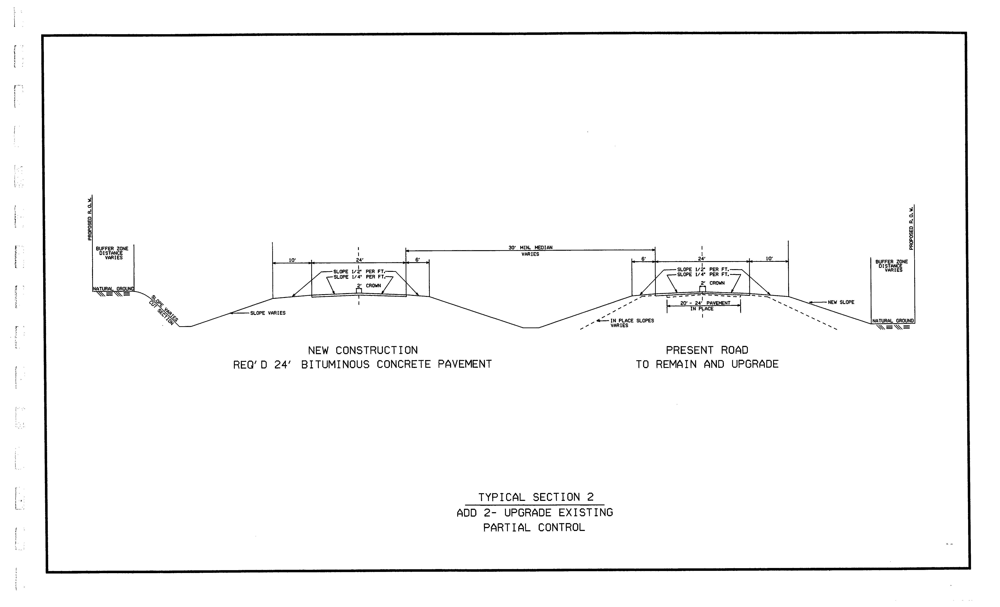 PROPOSED R.O.W.
BUFFER ZONE
DISTANCE
VARIES
NATURAL GROUND
SLOPE VARIES
CUT SECTION
SLOPE VARIES
10'
24'
6'
SLOPE 1/2" PER FT.
SLOPE 1/4" PER FT.
2' CROWN
30' MIN. MEDIAN
VARIES
6'
24'
10'
SLOPE 1/2" PER FT.
SLOPE 1/4" PER FT.
2' CROWN
20' - 24' PAVEMENT
IN PLACE
IN PLACE SLOPES
VARIES
NEW SLOPE
PROPOSED R.O.W.
BUFFER ZONE
DISTANCE
VARIES
NATURAL GROUND
NEW CONSTRUCTION
REQ'D 24' BITUMINOUS CONCRETE PAVEMENT
PRESENT ROAD
TO REMAIN AND UPGRADE
TYPICAL SECTION 2
ADD 2- UPGRADE EXISTING
PARTIAL CONTROL